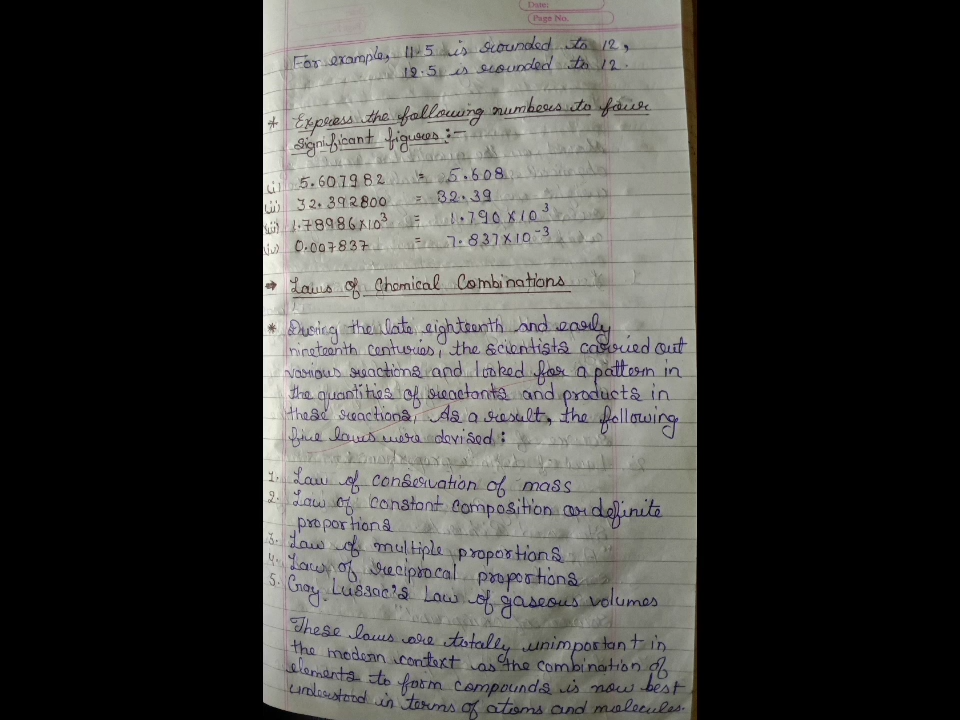 Date:
Page No.
For example, 11.5 is rounded to 12,
12.5 is rounded to 12.
* Express the following numbers to four
significant figures :-
(i) 5.607982 = 5.608
(ii) 32.392800 = 32.39
(iii) 1.78986×10³ = 1.790×10³
(iv) 0.007837 = 7.837×10⁻³
→ Laws of Chemical Combinations
* During the late eighteenth and early
nineteenth centuries, the scientists carried out
various reactions and looked for a pattern in
the quantities of reactants and products in
these reactions. As a result, the following
five laws were devised :
1. Law of conservation of mass
2. Law of constant composition or definite
proportions
3. Law of multiple proportions
4. Law of reciprocal proportions
5. Gay Lussac's Law of gaseous volumes
These laws are totally unimportant in
the modern context as the combination of
elements to form compounds is now best
understood in terms of atoms and molecules.